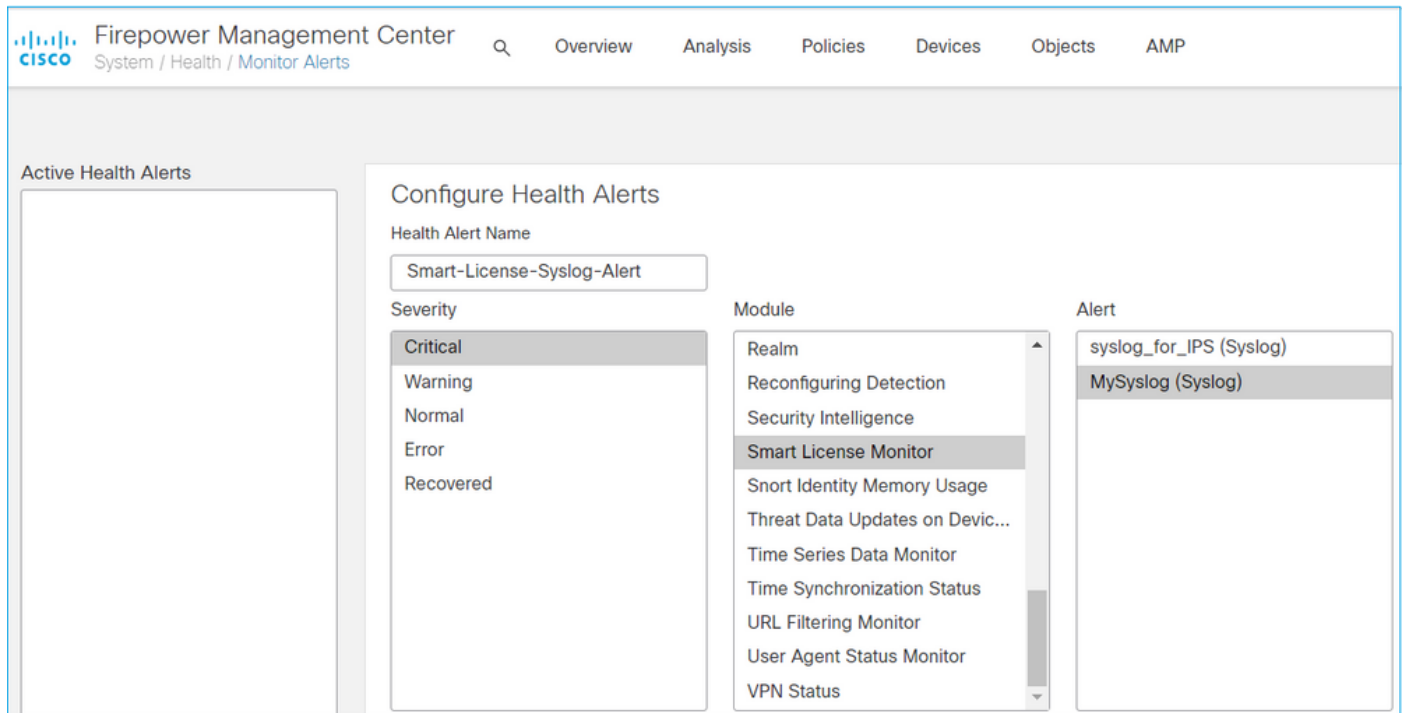 Firepower Management Center
CISCO
System / Health / Monitor Alerts
Overview Analysis Policies Devices Objects AMP
Active Health Alerts
Configure Health Alerts
Health Alert Name
Smart-License-Syslog-Alert
Severity
Critical
Warning
Normal
Error
Recovered
Module
Realm
Reconfiguring Detection
Security Intelligence
Smart License Monitor
Snort Identity Memory Usage
Threat Data Updates on Devic...
Time Series Data Monitor
Time Synchronization Status
URL Filtering Monitor
User Agent Status Monitor
VPN Status
Alert
syslog_for_IPS (Syslog)
MySyslog (Syslog)